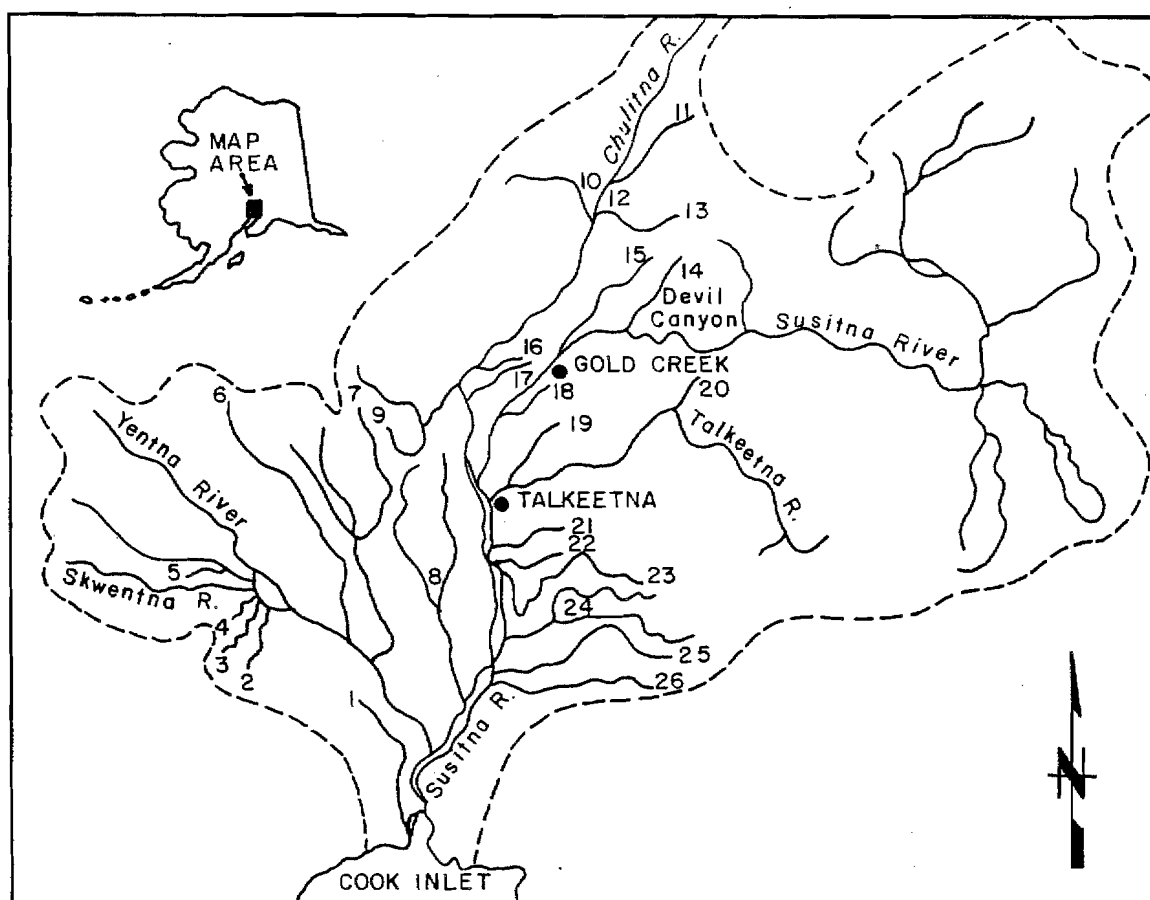 Chulitna R.
11
MAP
AREA
10
12
13
15
14
Devil
Canyon
Susitna River
16
GOLD CREEK
17
18
20
6
7
9
Yentna
River
19
Talkeetna R.
TALKEETNA
21
22
5
8
23
Skwentna R.
24
4
3
2
25
26
1
Susitna R.
N
COOK INLET